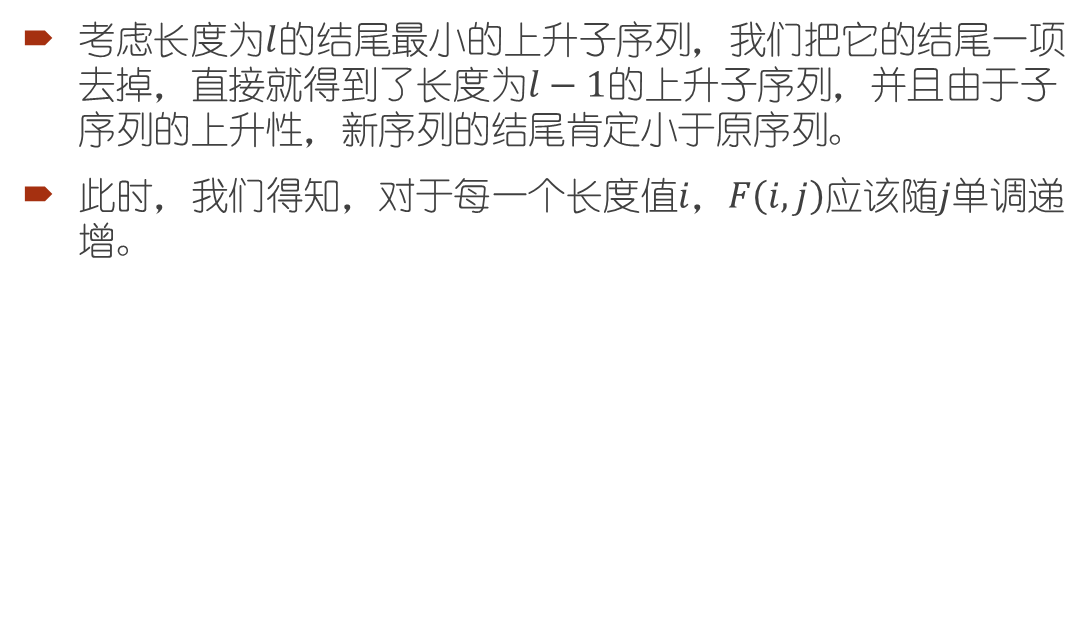 考虑长度为l的结尾最小的上升子序列，我们把它的结尾一项
去掉，直接就得到了长度为l − 1的上升子序列，并且由于子
序列的上升性，新序列的结尾肯定小于原序列。
此时，我们得知，对于每一个长度值i，F(i, j)应该随j单调递
增。